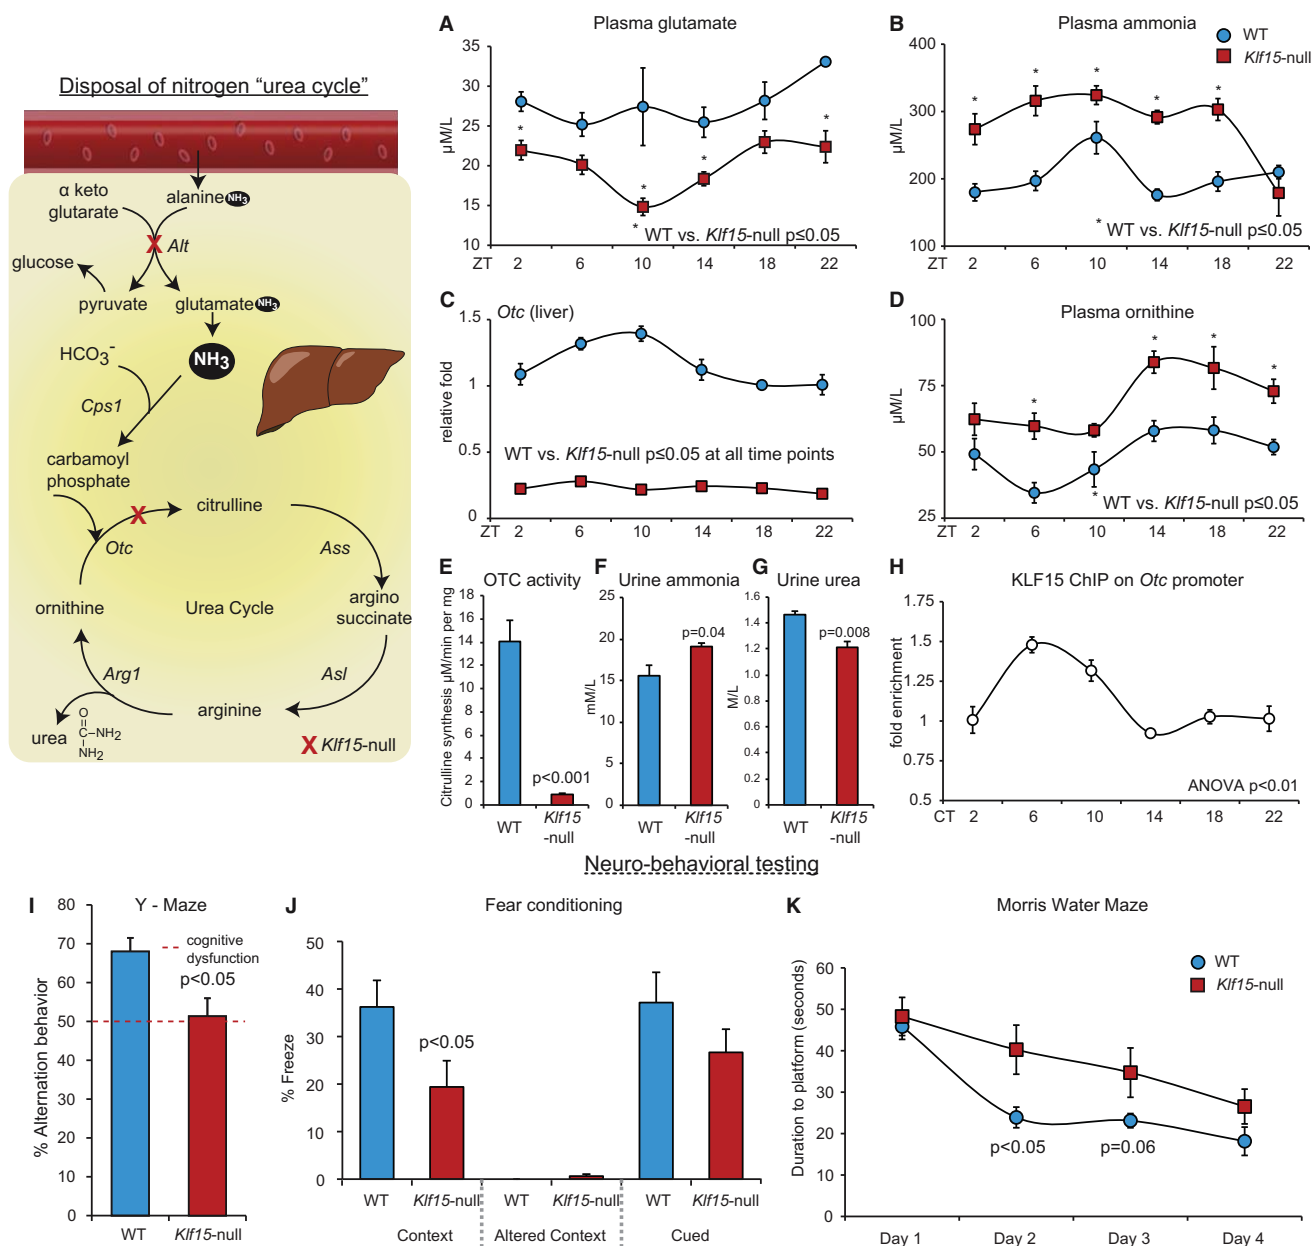 Disposal of nitrogen “urea cycle”
α keto
glutarate
alanine NH3
Alt
glucose
pyruvate
glutamate NH3
HCO3-
NH3
Cps1
carbamoyl
phosphate
citrulline
Otc
Ass
ornithine
Urea Cycle
argino
succinate
Arg1
Asl
arginine
urea
O
C–NH2
NH2
X Klf15-null
A
Plasma glutamate
µM/L
35
30
25
20
15
10
* * * *
* WT vs. Klf15-null p≤0.05
ZT 2 6 10 14 18 22
B
Plasma ammonia
WT
Klf15-null
µM/L
400
300
200
100
* * * * *
* WT vs. Klf15-null p≤0.05
ZT 2 6 10 14 18 22
C
Otc (liver)
relative fold
1.5
1
0.5
0
WT vs. Klf15-null p≤0.05 at all time points
ZT 2 6 10 14 18 22
D
Plasma ornithine
µM/L
100
75
50
25
* * * *
* WT vs. Klf15-null p≤0.05
ZT 2 6 10 14 18 22
E
OTC activity
Citrulline synthesis µM/min per mg
18
16
14
12
10
8
6
4
2
0
p<0.001
WT
Klf15
-null
F
Urine ammonia
mM/L
25
20
15
10
5
0
p=0.04
WT
Klf15
-null
G
Urine urea
M/L
1.6
1.4
1.2
1.0
0.8
0.6
0.4
0.2
0
p=0.008
WT
Klf15
-null
H
KLF15 ChIP on Otc promoter
fold enrichment
1.75
1.5
1.25
1
0.75
0.5
ANOVA p<0.01
CT 2 6 10 14 18 22
Neuro-behavioral testing
I
Y - Maze
% Alternation behavior
80
70
60
50
40
30
20
10
0
cognitive
dysfunction
p<0.05
WT
Klf15-null
J
Fear conditioning
% Freeze
50
40
30
20
10
0
p<0.05
WT Klf15-null WT Klf15-null WT Klf15-null
Context Altered Context Cued
K
Morris Water Maze
WT
Klf15-null
Duration to platform (seconds)
60
50
40
30
20
10
0
p<0.05
p=0.06
Day 1 Day 2 Day 3 Day 4